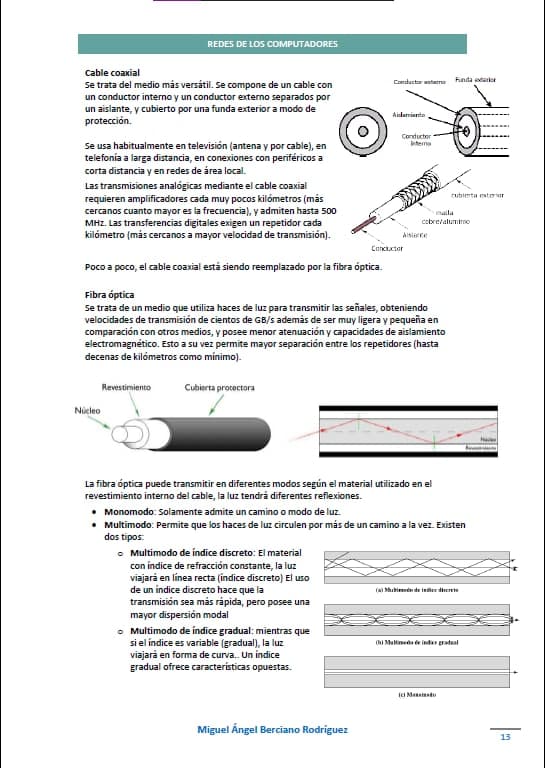 REDES DE LOS COMPUTADORES
Cable coaxial
Se trata del medio más versátil. Se compone de un cable con
un conductor interno y un conductor externo separados por
un aislante, y cubierto por una funda exterior a modo de
protección.
Conductor externo
Funda exterior
Aislamiento
Conductor
Interno
Se usa habitualmente en televisión (antena y por cable), en
telefonía a larga distancia, en conexiones con periféricos a
corta distancia y en redes de área local.
Las transmisiones analógicas mediante el cable coaxial
requieren amplificadores cada muy pocos kilómetros (más
cercanos cuanto mayor es la frecuencia), y admiten hasta 500
MHz. Las transferencias digitales exigen un repetidor cada
kilómetro (más cercanos a mayor velocidad de transmisión).
cubierta exterior
malla
cobre/aluminio
Aislante
Conductor
Poco a poco, el cable coaxial está siendo reemplazado por la fibra óptica.
Fibra óptica
Se trata de un medio que utiliza haces de luz para transmitir las señales, obteniendo
velocidades de transmisión de cientos de GB/s además de ser muy ligera y pequeña en
comparación con otros medios, y posee menor atenuación y capacidades de aislamiento
electromagnético. Esto a su vez permite mayor separación entre los repetidores (hasta
decenas de kilómetros como mínimo).
Revestimiento
Cubierta protectora
Núcleo
Núcleo
Revestimiento
La fibra óptica puede transmitir en diferentes modos según el material utilizado en el
revestimiento interno del cable, la luz tendrá diferentes reflexiones.
• Monomodo: Solamente admite un camino o modo de luz.
• Multimodo: Permite que los haces de luz circulen por más de un camino a la vez. Existen
dos tipos:
o Multimodo de índice discreto: El material
con índice de refracción constante, la luz
viajará en línea recta (índice discreto) El uso
de un índice discreto hace que la
transmisión sea más rápida, pero posee una
mayor dispersión modal
o Multimodo de índice gradual: mientras que
si el índice es variable (gradual), la luz
viajará en forma de curva.. Un índice
gradual ofrece características opuestas.
(a) Multimodo de índice discreto
(b) Multimodo de índice gradual
(c) Monomodo
Miguel Ángel Berciano Rodríguez
13